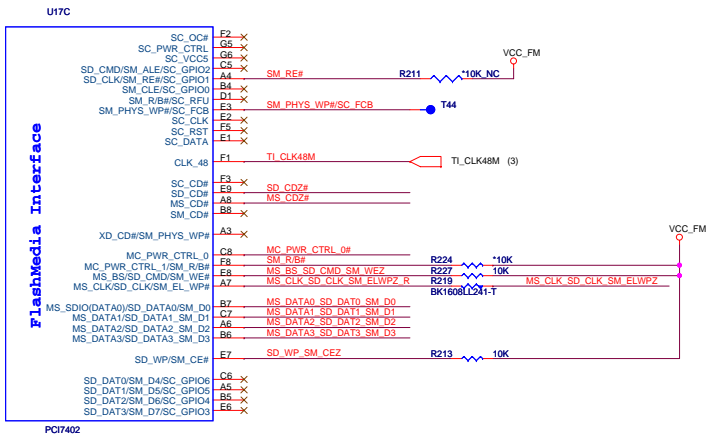 U17C
FlashMedia Interface
SC_OC# F2
SC_PWR_CTRL G5
SC_VCC5 G6
SD_CMD/SM_ALE/SC_GPIO2 C5
SD_CLK/SM_RE#/SC_GPIO1 A4 SM_RE# R211 *10K_NC VCC_FM
SM_CLE/SC_GPIO0 B4
SM_R/B#/SC_RFU D1
SM_PHYS_WP#/SC_FCB E3 SM_PHYS_WP#/SC_FCB T44
SC_CLK E2
SC_RST F5
SC_DATA E1
CLK_48 F1 TI_CLK48M TI_CLK48M (3)
SC_CD# F3
SD_CD# E9 SD_CDZ#
MS_CD# A8 MS_CDZ#
SM_CD# B8
XD_CD#/SM_PHYS_WP# A3
VCC_FM
MC_PWR_CTRL_0 C8 MC_PWR_CTRL_0#
MC_PWR_CTRL_1/SM_R/B# F8 SM_R/B# R224 *10K
MS_BS/SD_CMD/SM_WE# E8 MS_BS_SD_CMD_SM_WEZ R227 10K
MS_CLK/SD_CLK/SM_EL_WP# A7 MS_CLK_SD_CLK_SM_ELWPZ_R R219 MS_CLK_SD_CLK_SM_ELWPZ
BK1608LL241-T
MS_SDIO(DATA0)/SD_DATA0/SM_D0 B7 MS_DATA0_SD_DAT0_SM_D0
MS_DATA1/SD_DATA1/SM_D1 C7 MS_DATA1_SD_DAT1_SM_D1
MS_DATA2/SD_DATA2/SM_D2 A6 MS_DATA2_SD_DAT2_SM_D2
MS_DATA3/SD_DATA3/SM_D3 B6 MS_DATA3_SD_DAT3_SM_D3
SD_WP/SM_CE# E7 SD_WP_SM_CEZ R213 10K
SD_DAT0/SM_D4/SC_GPIO6 C6
SD_DAT1/SM_D5/SC_GPIO5 A5
SD_DAT2/SM_D6/SC_GPIO4 B5
SD_DAT3/SM_D7/SC_GPIO3 E6
PCI7402